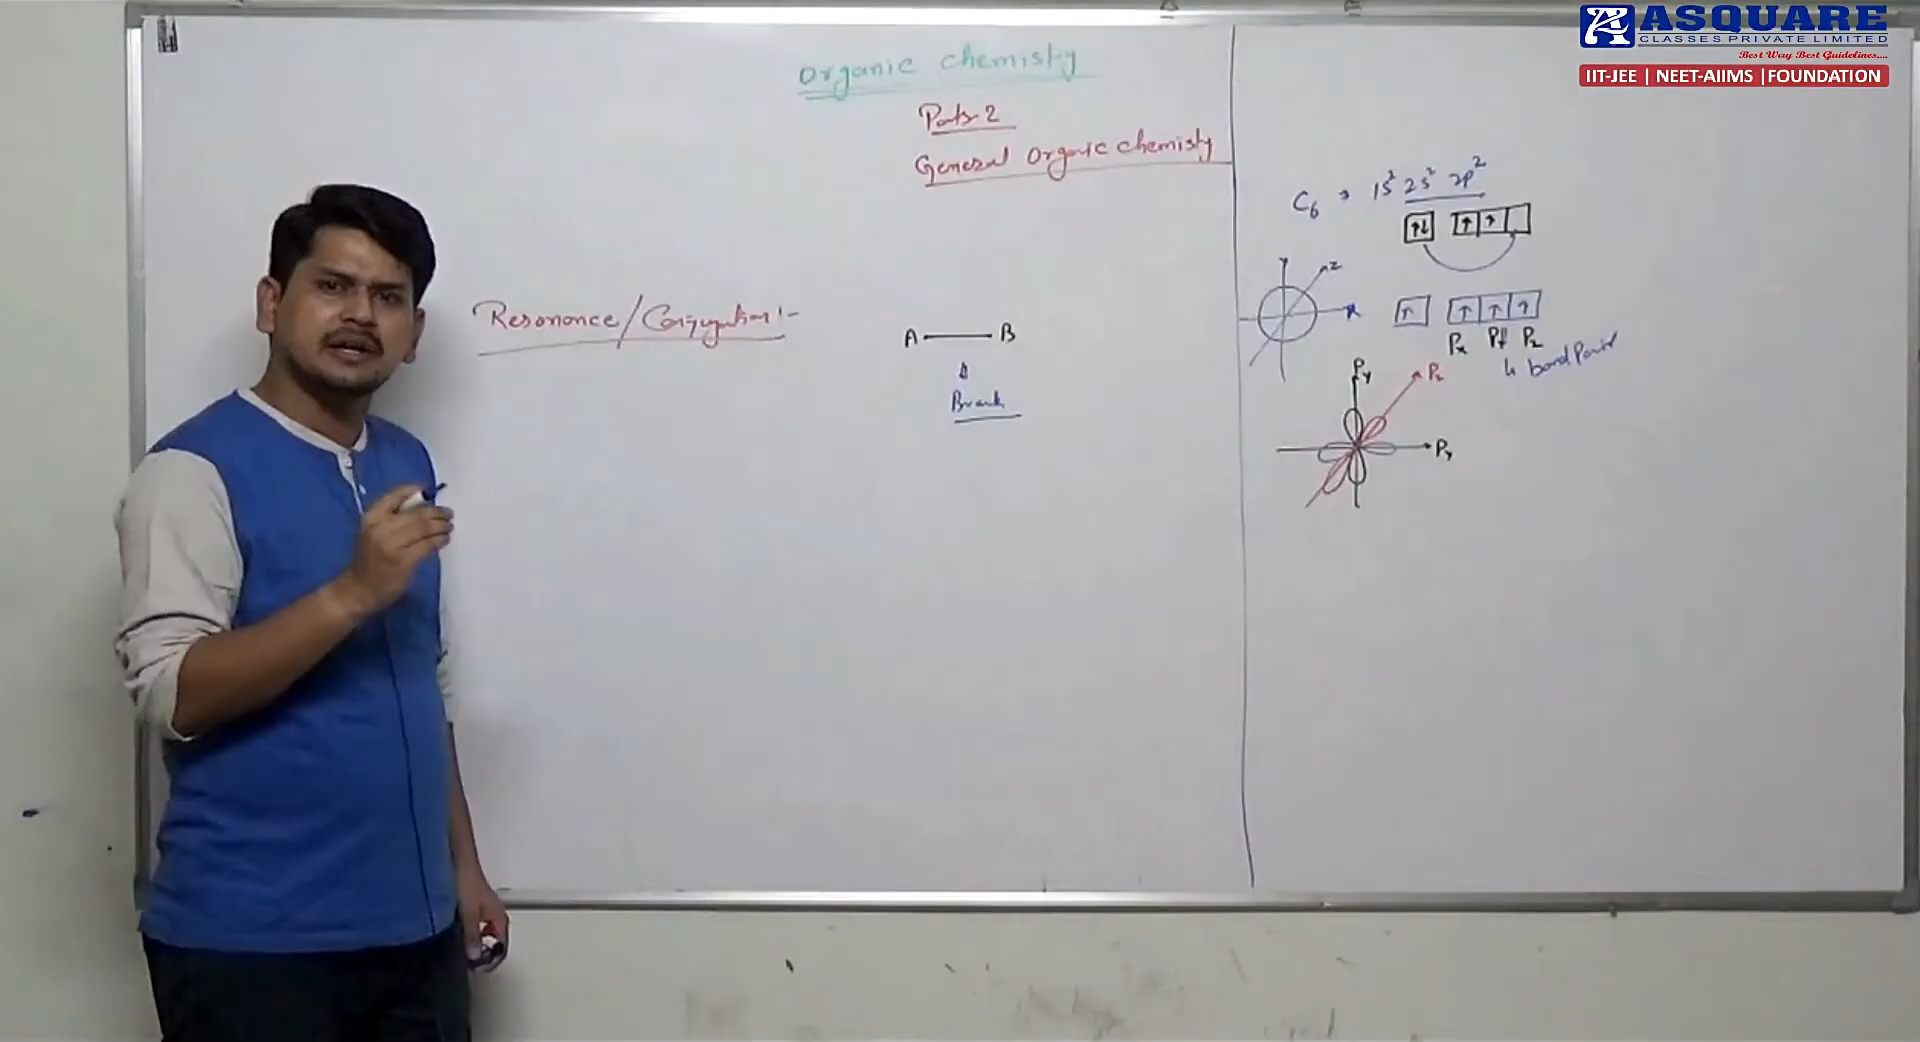 ASQUARE
CLASSES PRIVATE LIMITED
Best Way Best Guidelines....
IIT-JEE | NEET-AIIMS |FOUNDATION
Organic chemistry
Part-2
General Organic chemisty
Resonance/Conjugation:-
A — B
Break
C₆ → 1s² 2s² 2p²
↑↓ ↑ ↑
y
z
x
↑ ↑ ↑ ↑
Px Py Pz
4 bond Pair
Py
Pz
Py